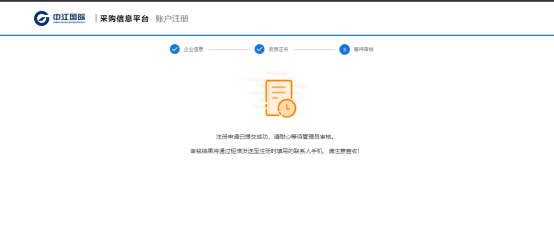 中江国际 | 采购信息平台 账户注册
企业信息 资质证书 3 等待审核
注册申请已提交成功，请耐心等待管理员审核。
审核结果将通过短信发送至注册时填写的联系人手机，请注意查收！